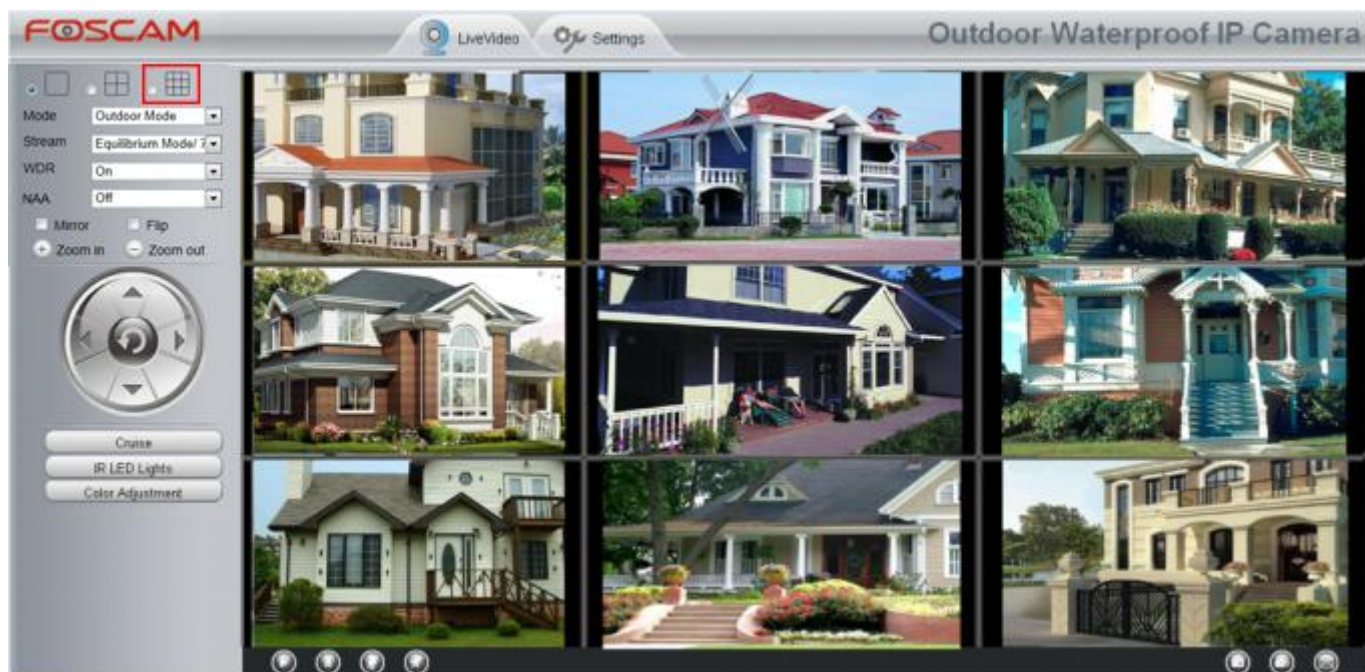 FOSCAM
LiveVideo
Settings
Outdoor Waterproof IP Camera
Mode
Outdoor Mode
Stream
Equilibrium Mode/ 7
WDR
On
NAA
Off
Mirror
Flip
Zoom in
Zoom out
Cruise
IR LED Lights
Color Adjustment